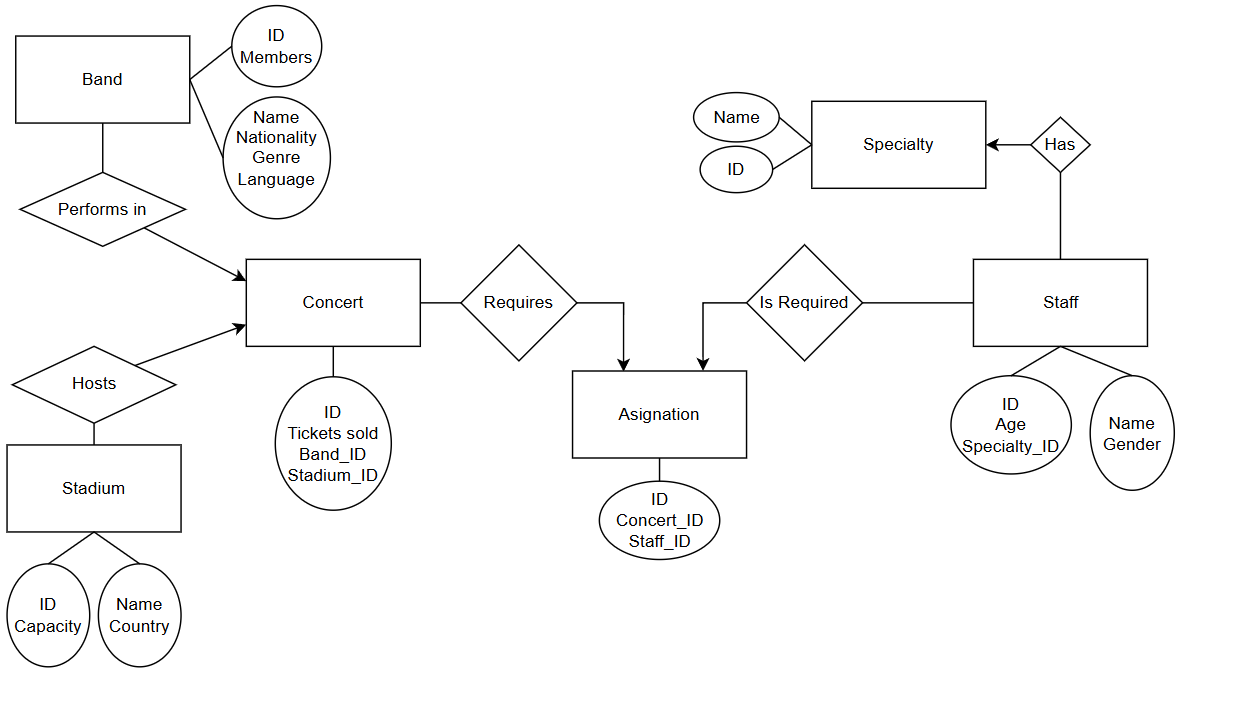 Band
ID
Members
Name
Nationality
Genre
Language
Performs in
Name
ID
Specialty
Has
Concert
Requires
Is Required
Staff
Hosts
ID
Tickets sold
Band_ID
Stadium_ID
Asignation
ID
Age
Specialty_ID
Name
Gender
Stadium
ID
Concert_ID
Staff_ID
ID
Capacity
Name
Country